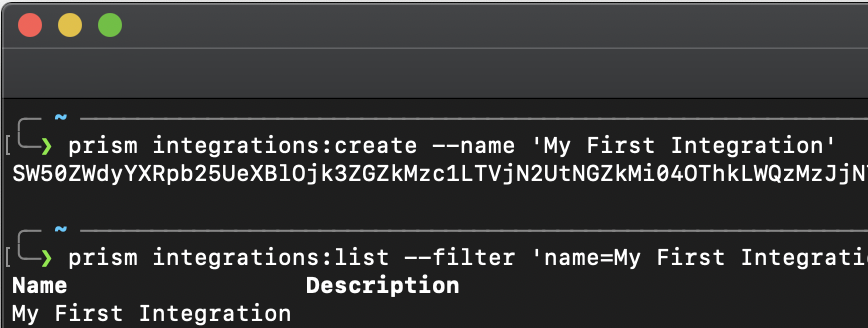 ~
❯ prism integrations:create --name 'My First Integration'
SW50ZWdyYXRpb25UeXBlOjk3ZGZkMzc1LTVjN2UtNGZkMi04OThkLWQzMzJjN
~
❯ prism integrations:list --filter 'name=My First Integrati
Name Description
My First Integration